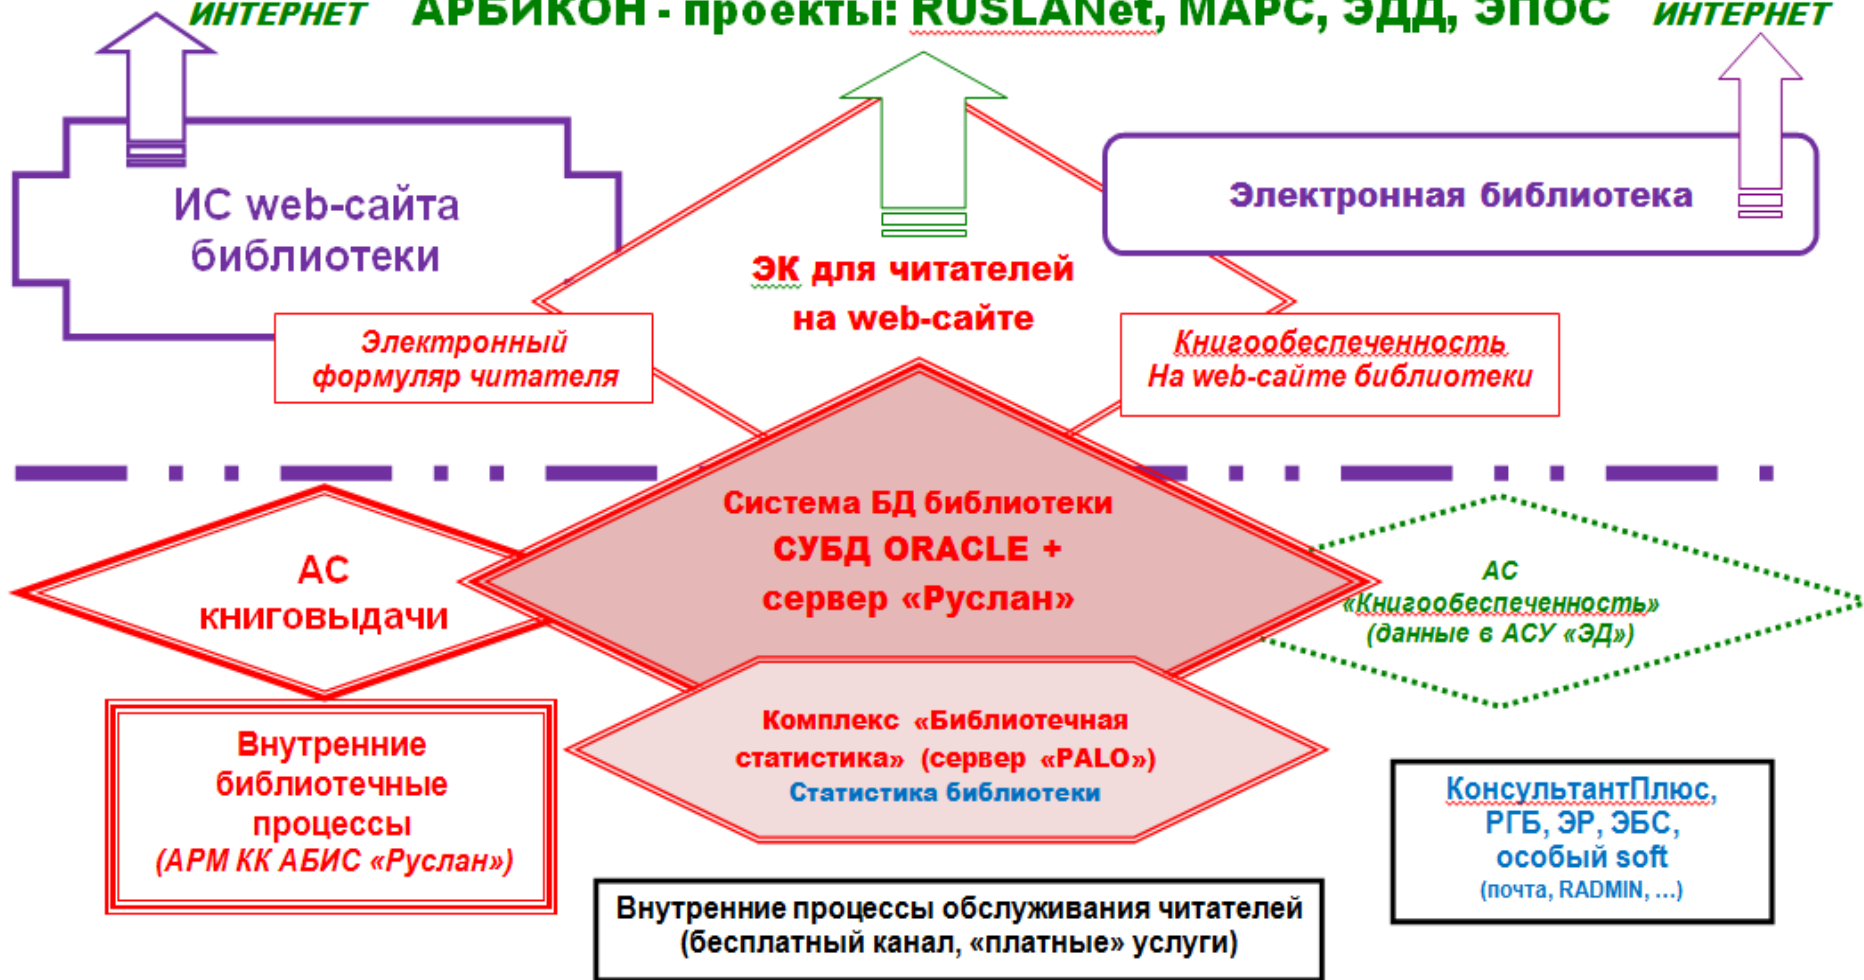 ИНТЕРНЕТ АРБИКОН - проекты: RUSLANet, МАРС, ЭДД, ЭПОС ИНТЕРНЕТ
ИС web-сайта
библиотеки
Электронная библиотека
ЭК для читателей
на web-сайте
Электронный
формуляр читателя
Книгообеспеченность
На web-сайте библиотеки
Система БД библиотеки
СУБД ORACLE +
сервер «Руслан»
АС
книговыдачи
АС
«Книгообеспеченность»
(данные в АСУ «ЭД»)
Комплекс «Библиотечная
статистика» (сервер «PALO»)
Статистика библиотеки
Внутренние
библиотечные
процессы
(АРМ КК АБИС «Руслан»)
КонсультантПлюс,
РГБ, ЭР, ЭБС,
особый soft
(почта, RADMIN, ...)
Внутренние процессы обслуживания читателей
(бесплатный канал, «платные» услуги)